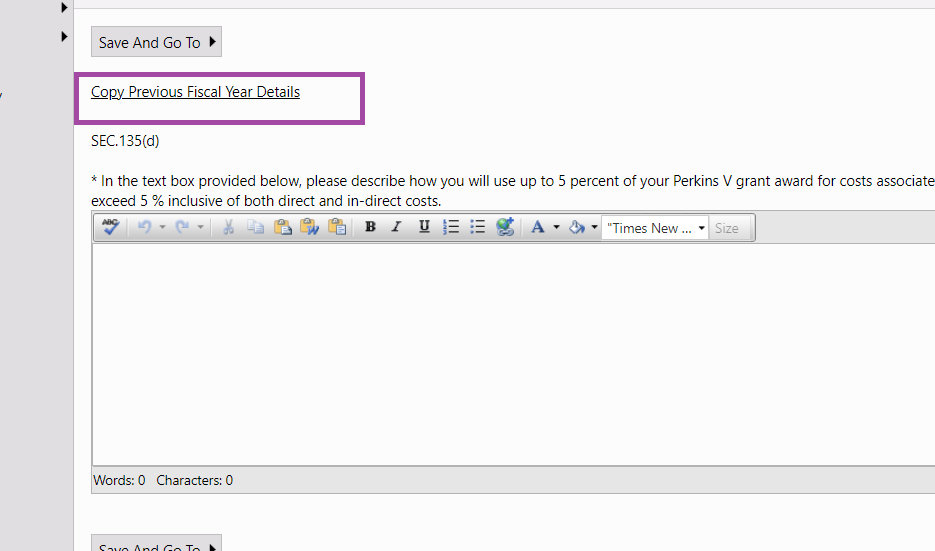 Save And Go To
Copy Previous Fiscal Year Details
SEC.135(d)
* In the text box provided below, please describe how you will use up to 5 percent of your Perkins V grant award for costs associate
exceed 5 % inclusive of both direct and in-direct costs.
ABC B I U A "Times New ... Size
Words: 0 Characters: 0
Save And Go To